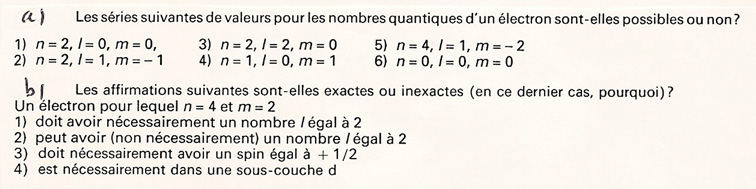 a) Les séries suivantes de valeurs pour les nombres quantiques d'un électron sont-elles possibles ou non?
1) n = 2, l = 0, m = 0, 3) n = 2, l = 2, m = 0 5) n = 4, l = 1, m = – 2
2) n = 2, l = 1, m = – 1 4) n = 1, l = 0, m = 1 6) n = 0, l = 0, m = 0
b) Les affirmations suivantes sont-elles exactes ou inexactes (en ce dernier cas, pourquoi)?
Un électron pour lequel n = 4 et m = 2
1) doit avoir nécessairement un nombre l égal à 2
2) peut avoir (non nécessairement) un nombre l égal à 2
3) doit nécessairement avoir un spin égal à + 1/2
4) est nécessairement dans une sous-couche d